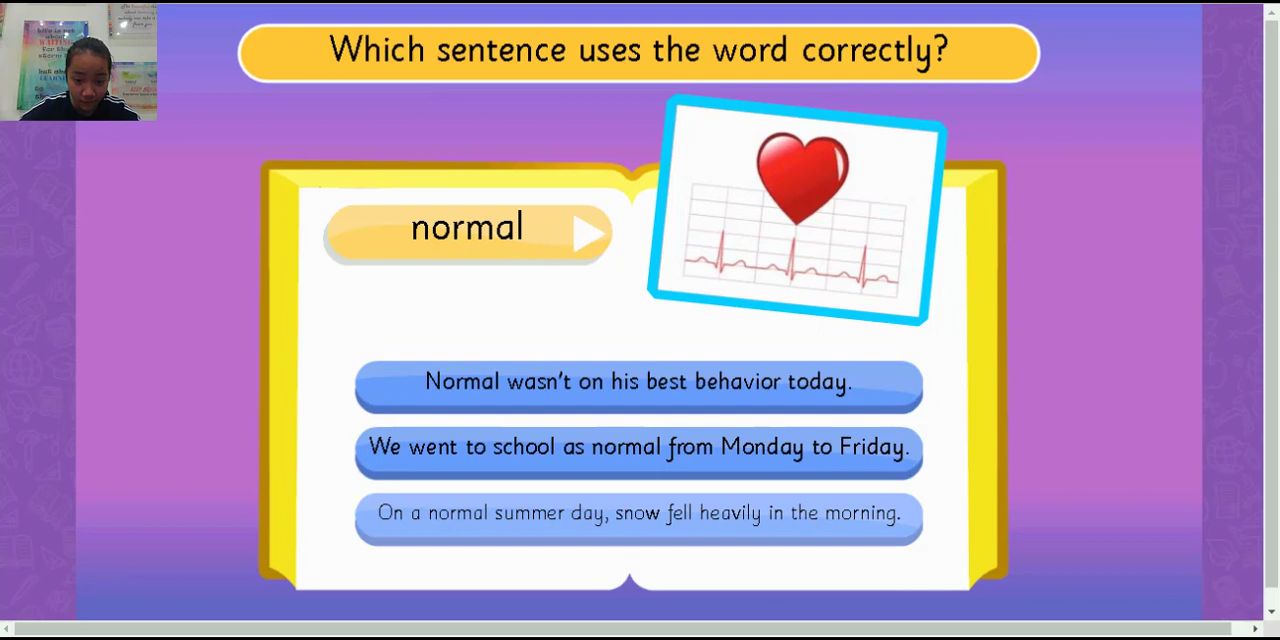 Which sentence uses the word correctly?
normal
Normal wasn't on his best behavior today.
We went to school as normal from Monday to Friday.
On a normal summer day, snow fell heavily in the morning.